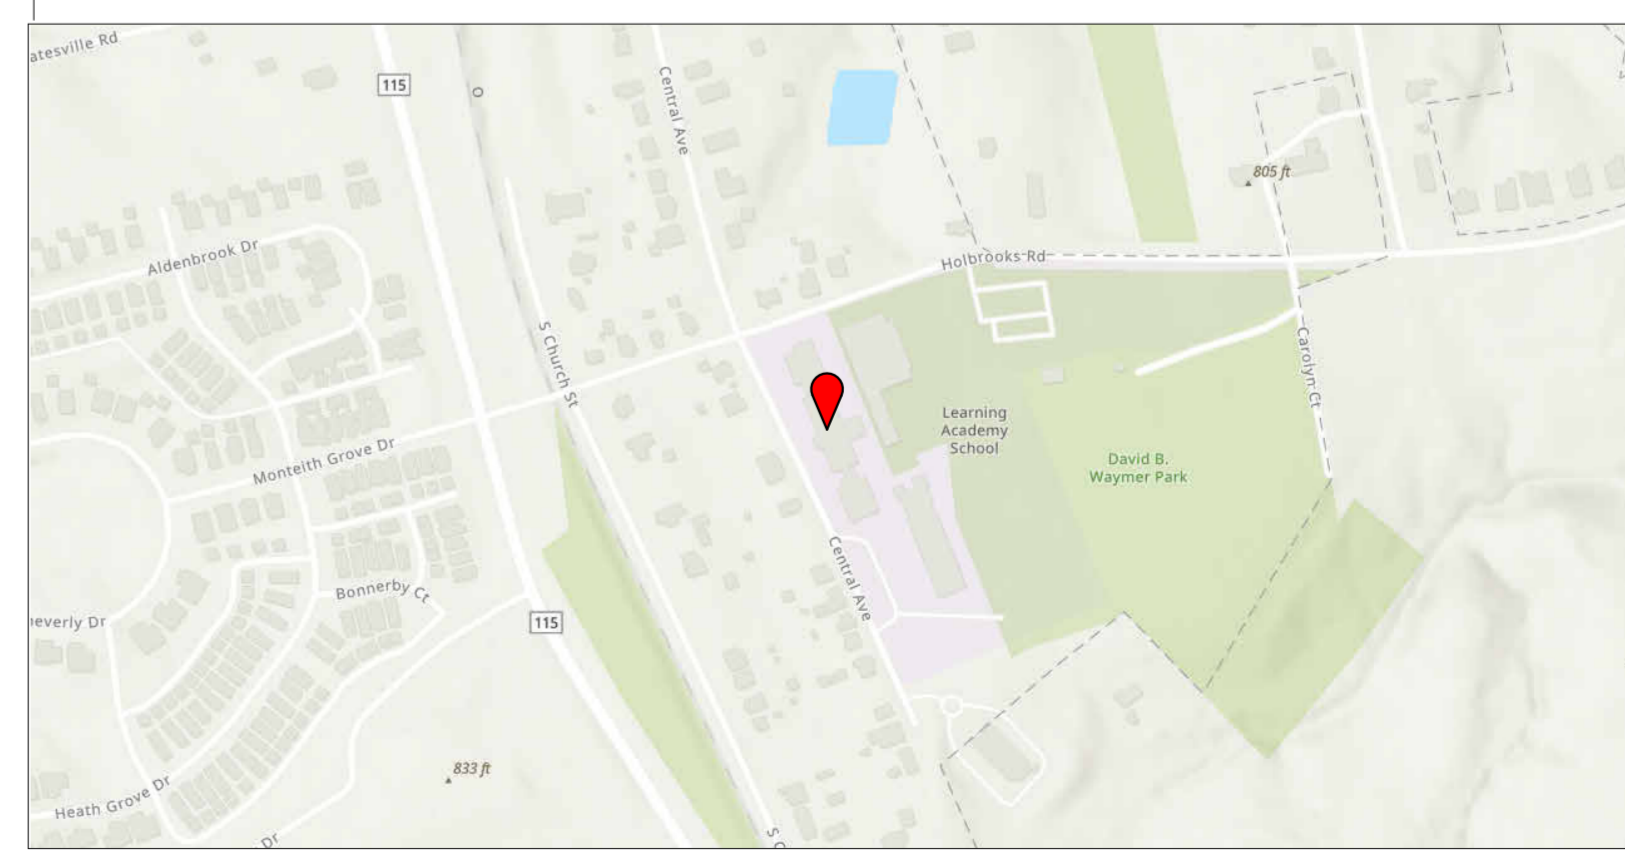 atesville Rd
115
O
Central Ave
805 ft
Aldenbrook Dr
Holbrooks Rd
S Church St
Carolyn Ct
Learning
Academy
School
David B.
Waymer Park
Monteith Grove Dr
Central Ave
Bonnerby Ct
115
everly Dr
833 ft
Heath Grove Dr
Dr
S C